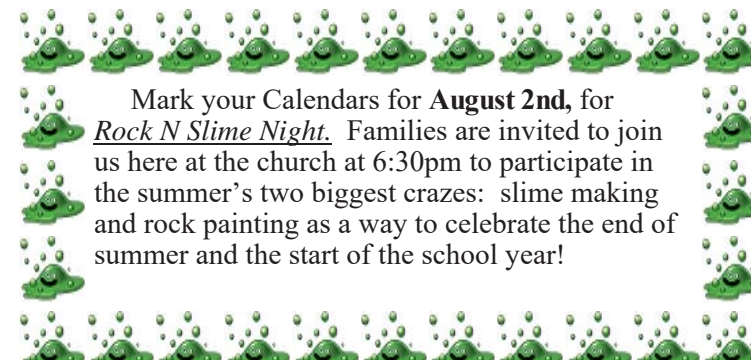 Mark your Calendars for August 2nd, for
Rock N Slime Night. Families are invited to join
us here at the church at 6:30pm to participate in
the summer’s two biggest crazes: slime making
and rock painting as a way to celebrate the end of
summer and the start of the school year!